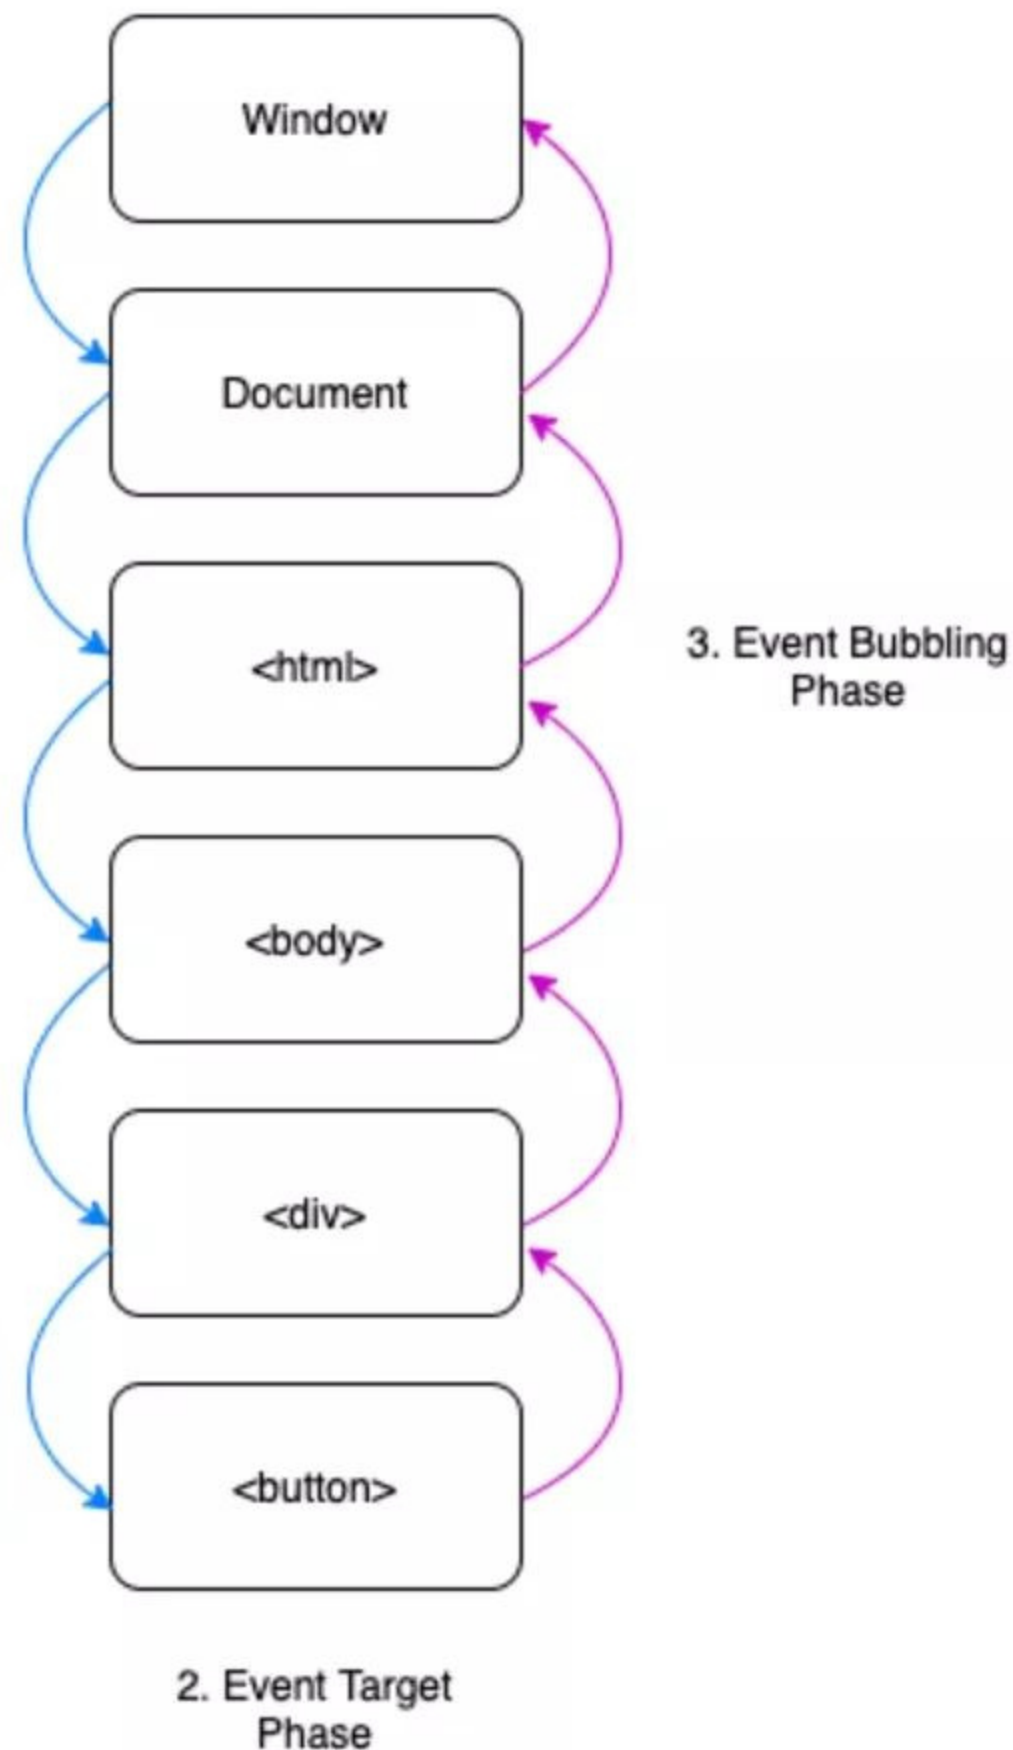 Window
Document
<html>
3. Event Bubbling
Phase
<body>
<div>
<button>
2. Event Target
Phase